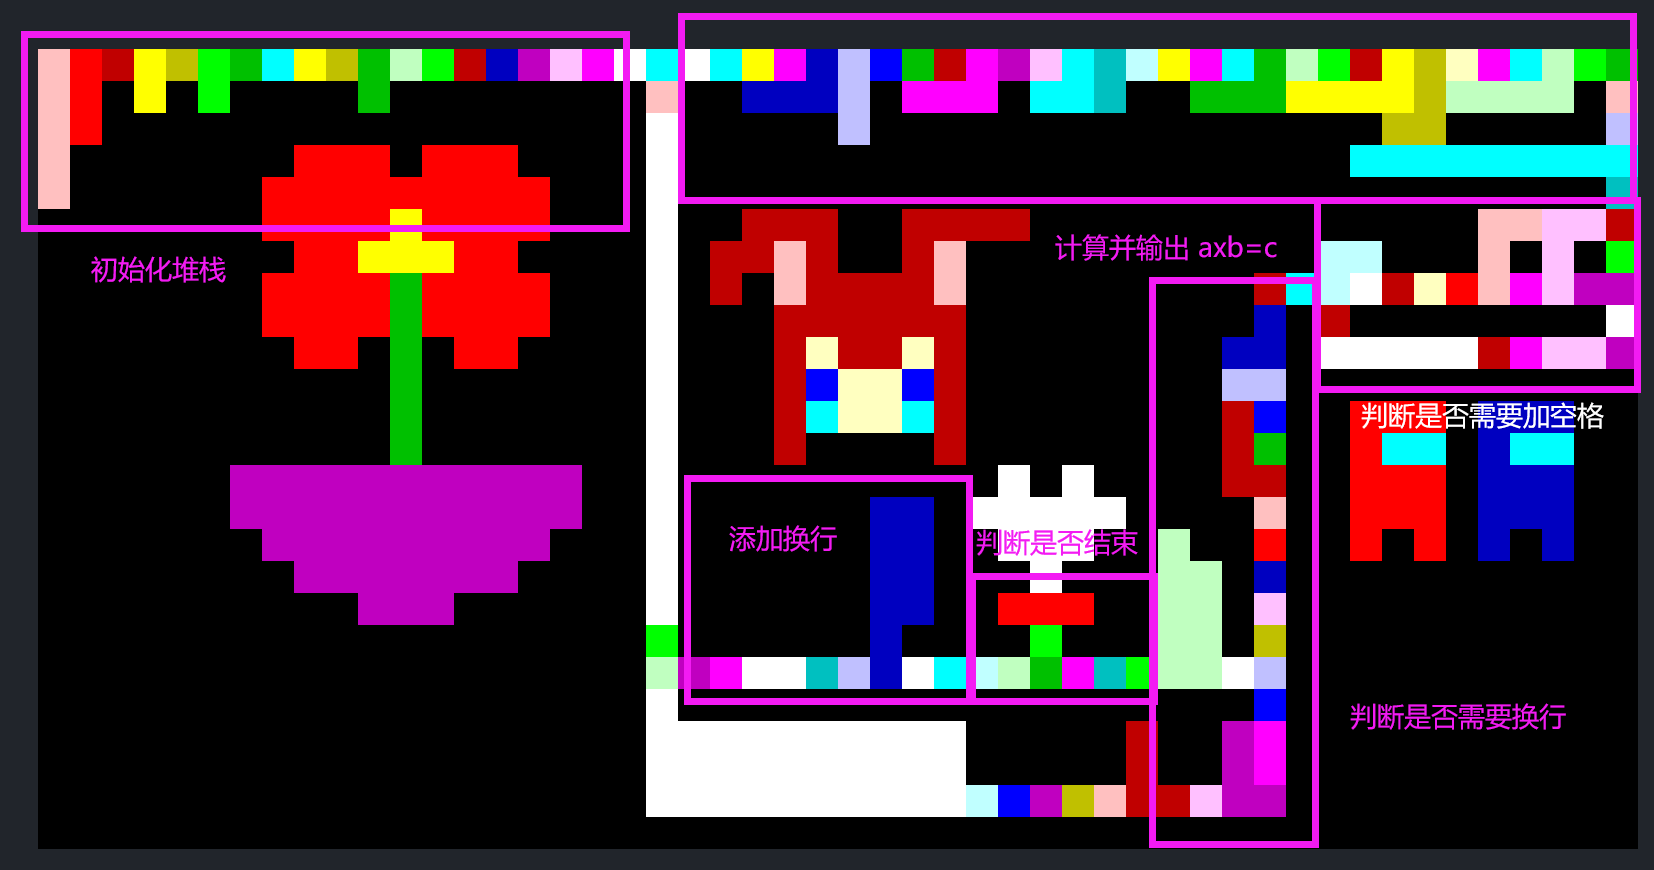 初始化堆栈
计算并输出 axb=c
判断是否需要加空格
添加换行
判断是否结束
判断是否需要换行